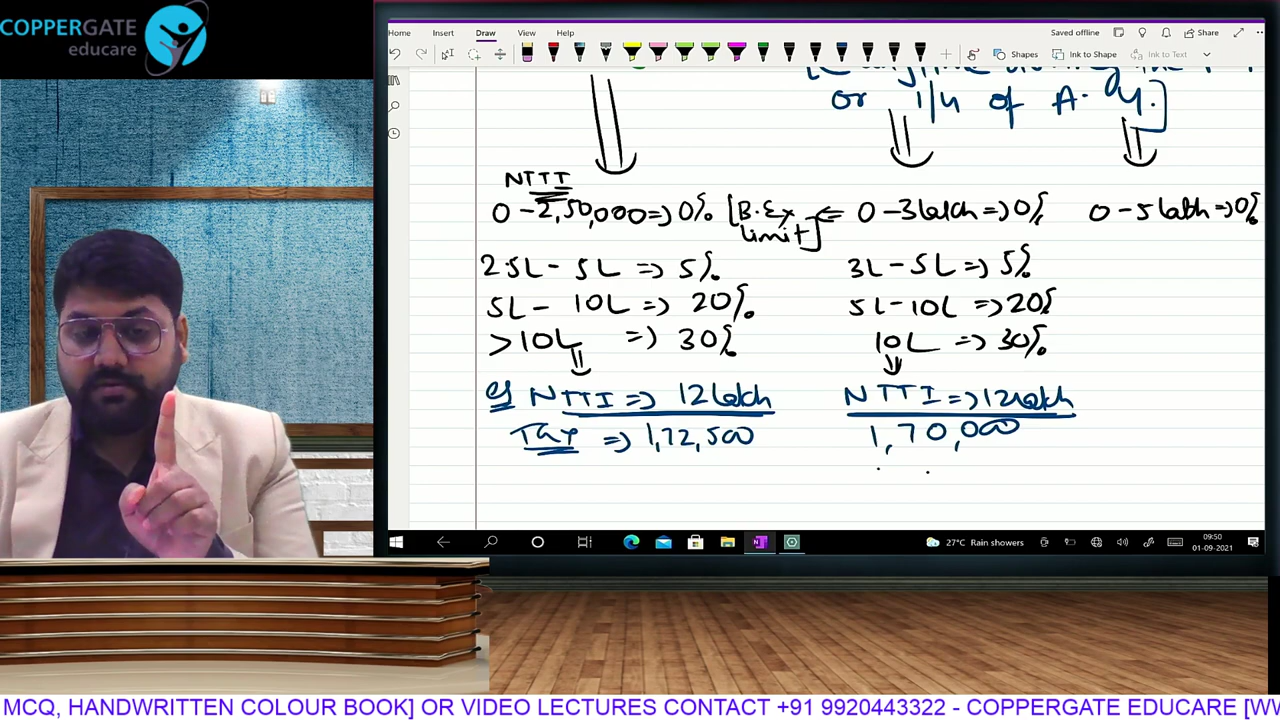 COPPERGATE
educare
Home Insert Draw View Help
Saved offline
Share
Shapes
Ink to Shape
Ink to Text
or 1/4 of A.Y.]
NTTI
0 - 2,50,000 => 0% [B.Ex limit] <= 0 - 3 lakh => 0% 0 - 5 lakh => 0%
2.5L - 5L => 5% 3L - 5L => 5%
5L - 10L => 20% 5L - 10L => 20%
>10L => 30% 10L => 30%
eg NTTI => 12 lakh NTTI => 12 lakh
Tax => 1,72,500 1,70,000
27°C Rain showers
09:50
01-09-2021
MCQ, HANDWRITTEN COLOUR BOOK] OR VIDEO LECTURES CONTACT +91 9920443322 - COPPERGATE EDUCARE [WW